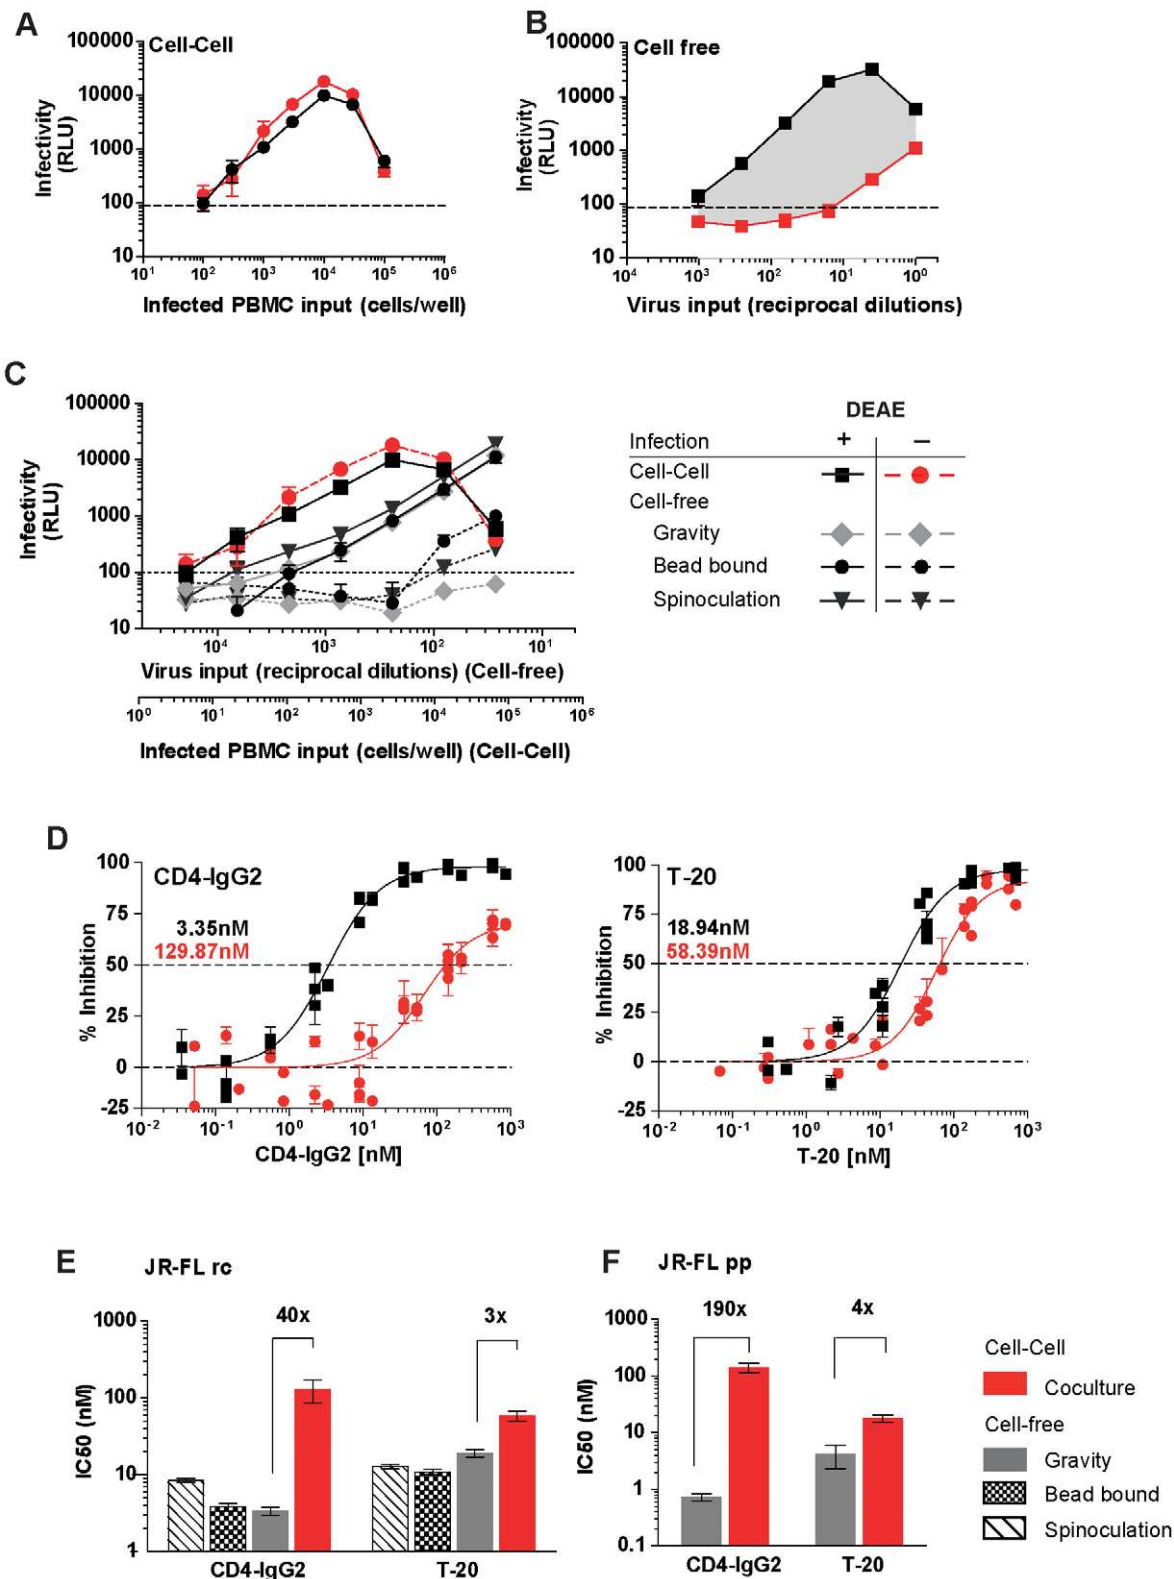 A
Cell-Cell
100000
10000
1000
100
10
Infectivity
(RLU)
10¹ 10² 10³ 10⁴ 10⁵ 10⁶
Infected PBMC input (cells/well)
B
Cell free
100000
10000
1000
100
10
Infectivity
(RLU)
10⁴ 10³ 10² 10¹ 10⁰
Virus input (reciprocal dilutions)
C
100000
10000
1000
100
10
Infectivity
(RLU)
10⁴ 10³ 10² 10¹
Virus input (reciprocal dilutions) (Cell-free)
10⁰ 10¹ 10² 10³ 10⁴ 10⁵ 10⁶
Infected PBMC input (cells/well) (Cell-Cell)
DEAE
Infection + −
Cell-Cell
Cell-free
Gravity
Bead bound
Spinoculation
D
CD4-IgG2
3.35nM
129.87nM
100
75
50
25
0
-25
% Inhibition
10⁻² 10⁻¹ 10⁰ 10¹ 10² 10³
CD4-IgG2 [nM]
T-20
18.94nM
58.39nM
100
75
50
25
0
-25
% Inhibition
10⁻² 10⁻¹ 10⁰ 10¹ 10² 10³
T-20 [nM]
E
JR-FL rc
40x 3x
1000
100
10
1
IC50 (nM)
CD4-IgG2 T-20
F
JR-FL pp
190x 4x
1000
100
10
1
0.1
IC50 (nM)
CD4-IgG2 T-20
Cell-Cell
Coculture
Cell-free
Gravity
Bead bound
Spinoculation